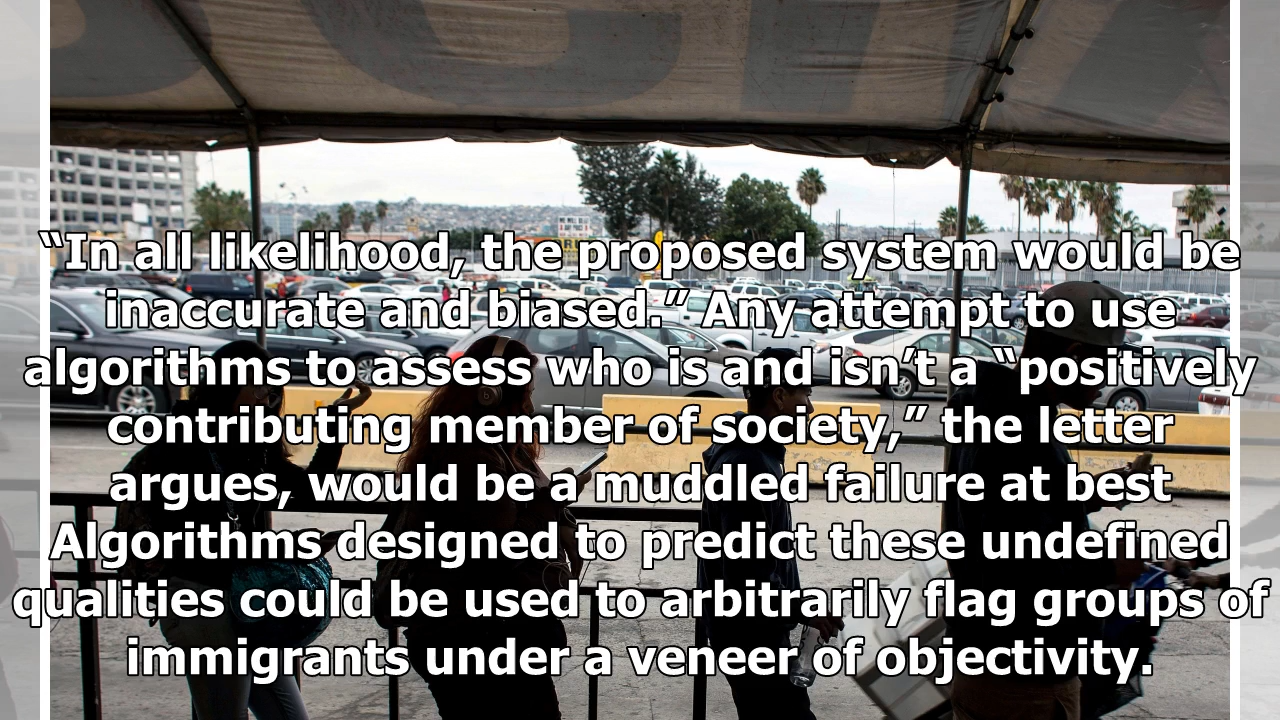 “In all likelihood, the proposed system would be
inaccurate and biased.” Any attempt to use
algorithms to assess who is and isn’t a “positively
contributing member of society,” the letter
argues, would be a muddled failure at best
Algorithms designed to predict these undefined
qualities could be used to arbitrarily flag groups of
immigrants under a veneer of objectivity.